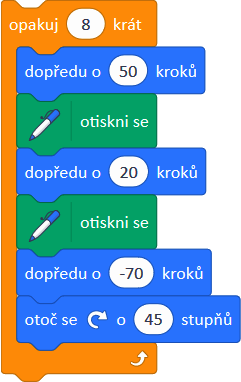 opakuj 8 krát
dopředu o 50 kroků
otiskni se
dopředu o 20 kroků
otiskni se
dopředu o -70 kroků
otoč se o 45 stupňů